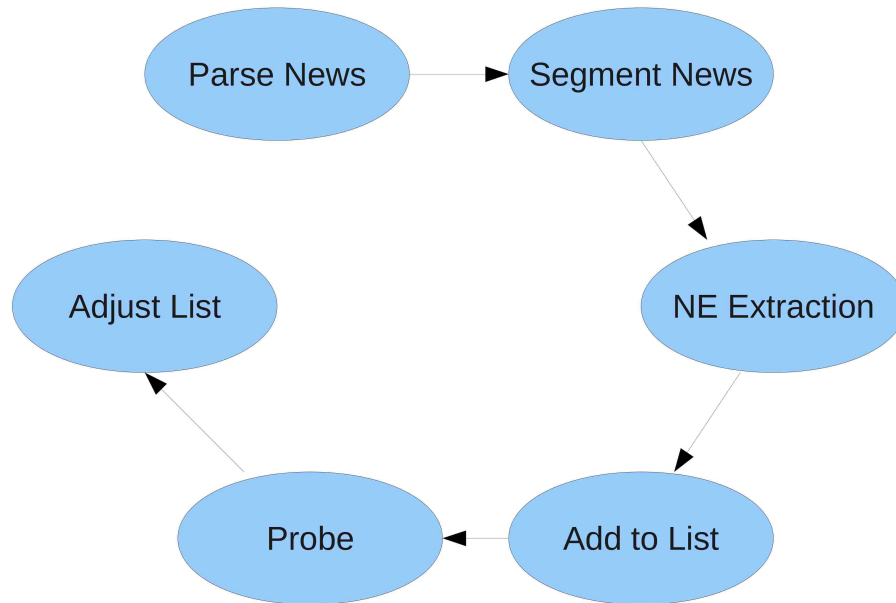 Parse News
Segment News
NE Extraction
Add to List
Probe
Adjust List